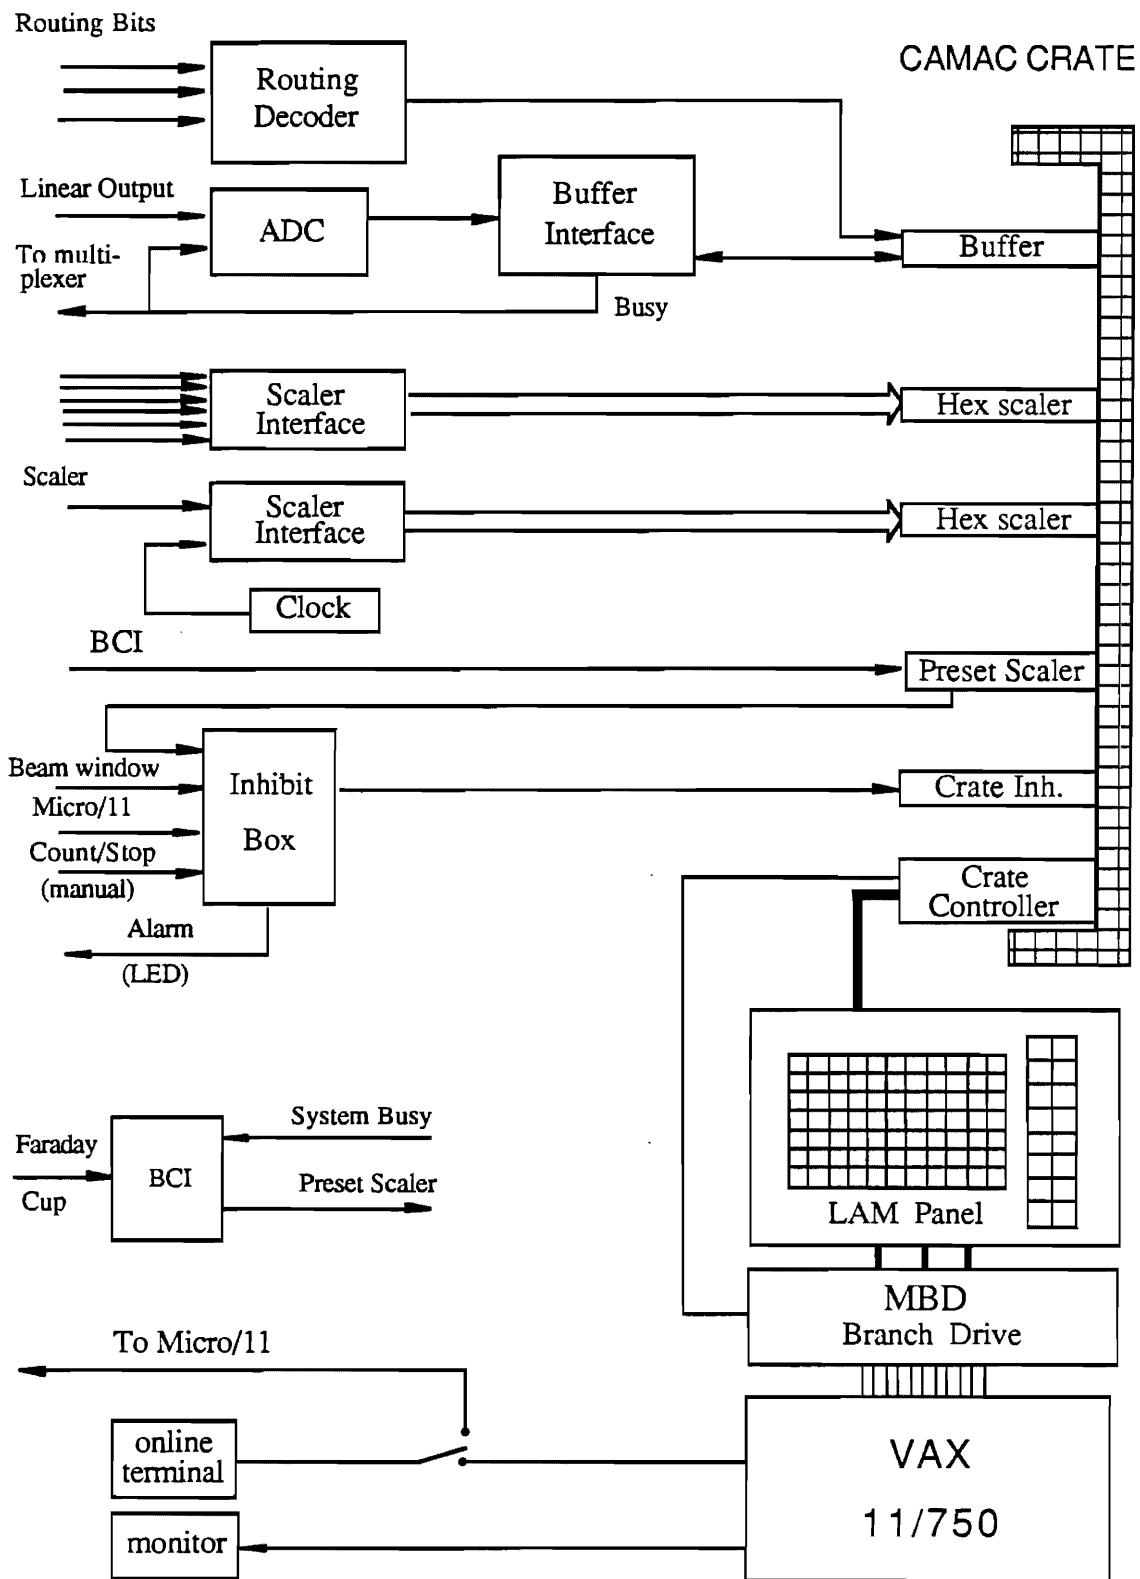 Routing Bits
CAMAC CRATE
Routing
Decoder
Linear Output
ADC
Buffer
Interface
Buffer
To multi-
plexer
Busy
Scaler
Interface
Hex scaler
Scaler
Scaler
Interface
Hex scaler
Clock
BCI
Preset Scaler
Beam window
Micro/11
Count/Stop
(manual)
Inhibit
Box
Crate Inh.
Crate
Controller
Alarm
(LED)
LAM Panel
Faraday
Cup
BCI
System Busy
Preset Scaler
MBD
Branch Drive
To Micro/11
online
terminal
monitor
VAX
11/750